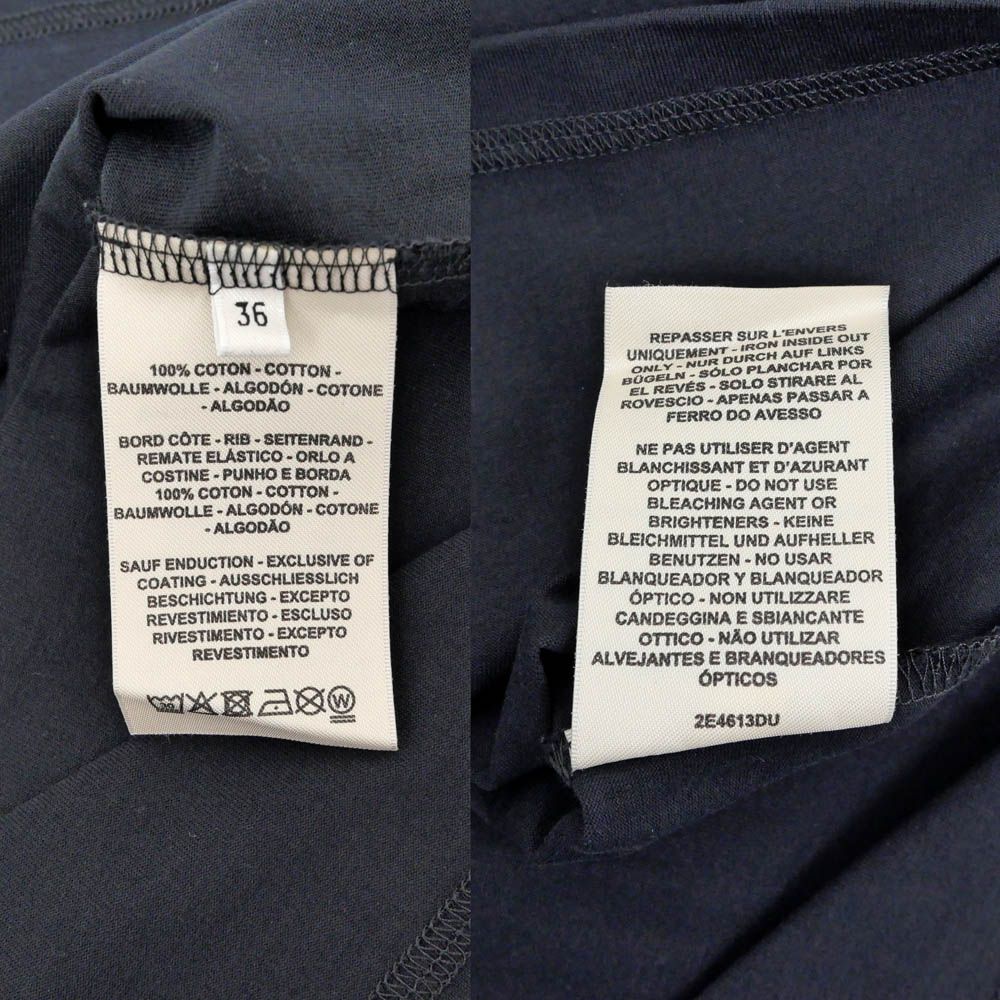 36
100% COTON - COTTON -
BAUMWOLLE - ALGODÓN - COTONE
- ALGODÃO
BORD CÔTE - RIB - SEITENRAND -
REMATE ELÁSTICO - ORLO A
COSTINE - PUNHO E BORDA
100% COTON - COTTON -
BAUMWOLLE - ALGODÓN - COTONE
- ALGODÃO
SAUF ENDUCTION - EXCLUSIVE OF
COATING - AUSSCHLIESSLICH
BESCHICHTUNG - EXCEPTO
REVESTIMIENTO - ESCLUSO
RIVESTIMENTO - EXCEPTO
REVESTIMENTO
W
REPASSER SUR L'ENVERS
UNIQUEMENT - IRON INSIDE OUT
ONLY - NUR DURCH AUF LINKS
BÜGELN - SÓLO PLANCHAR POR
EL REVÉS - SOLO STIRARE AL
ROVESCIO - APENAS PASSAR A
FERRO DO AVESSO
NE PAS UTILISER D'AGENT
BLANCHISSANT ET D'AZURANT
OPTIQUE - DO NOT USE
BLEACHING AGENT OR
BRIGHTENERS - KEINE
BLEICHMITTEL UND AUFHELLER
BENUTZEN - NO USAR
BLANQUEADOR Y BLANQUEADOR
ÓPTICO - NON UTILIZZARE
CANDEGGINA E SBIANCANTE
OTTICO - NÃO UTILIZAR
ALVEJANTES E BRANQUEADORES
ÓPTICOS
2E4613DU